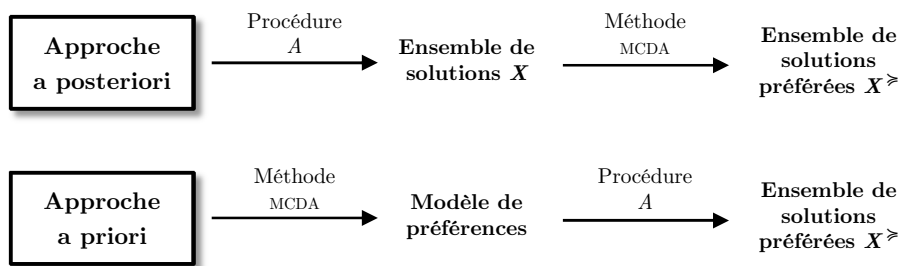 Approche
a posteriori
Procédure
A
Ensemble de
solutions X
Méthode
MCDA
Ensemble de
solutions
préférées X≽
Approche
a priori
Méthode
MCDA
Modèle de
préférences
Procédure
A
Ensemble de
solutions
préférées X≽